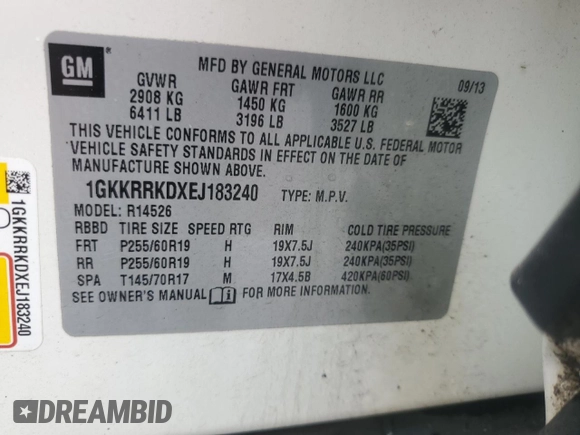 GM
MFD BY GENERAL MOTORS LLC
09/13
GVWR GAWR FRT GAWR RR
2908 KG 1450 KG 1600 KG
6411 LB 3196 LB 3527 LB
THIS VEHICLE CONFORMS TO ALL APPLICABLE U.S. FEDERAL MOTOR
VEHICLE SAFETY STANDARDS IN EFFECT ON THE DATE OF
MANUFACTURE SHOWN ABOVE.
1GKKRRKDXEJ183240 TYPE: M.P.V.
MODEL: R14526
RBBD TIRE SIZE SPEED RTG RIM COLD TIRE PRESSURE
FRT P255/60R19 H 19X7.5J 240KPA(35PSI)
RR P255/60R19 H 19X7.5J 240KPA(35PSI)
SPA T145/70R17 M 17X4.5B 420KPA(60PSI)
SEE OWNER'S MANUAL FOR MORE INFORMATION.
1GKKRRKDXEJ183240
DREAMBID